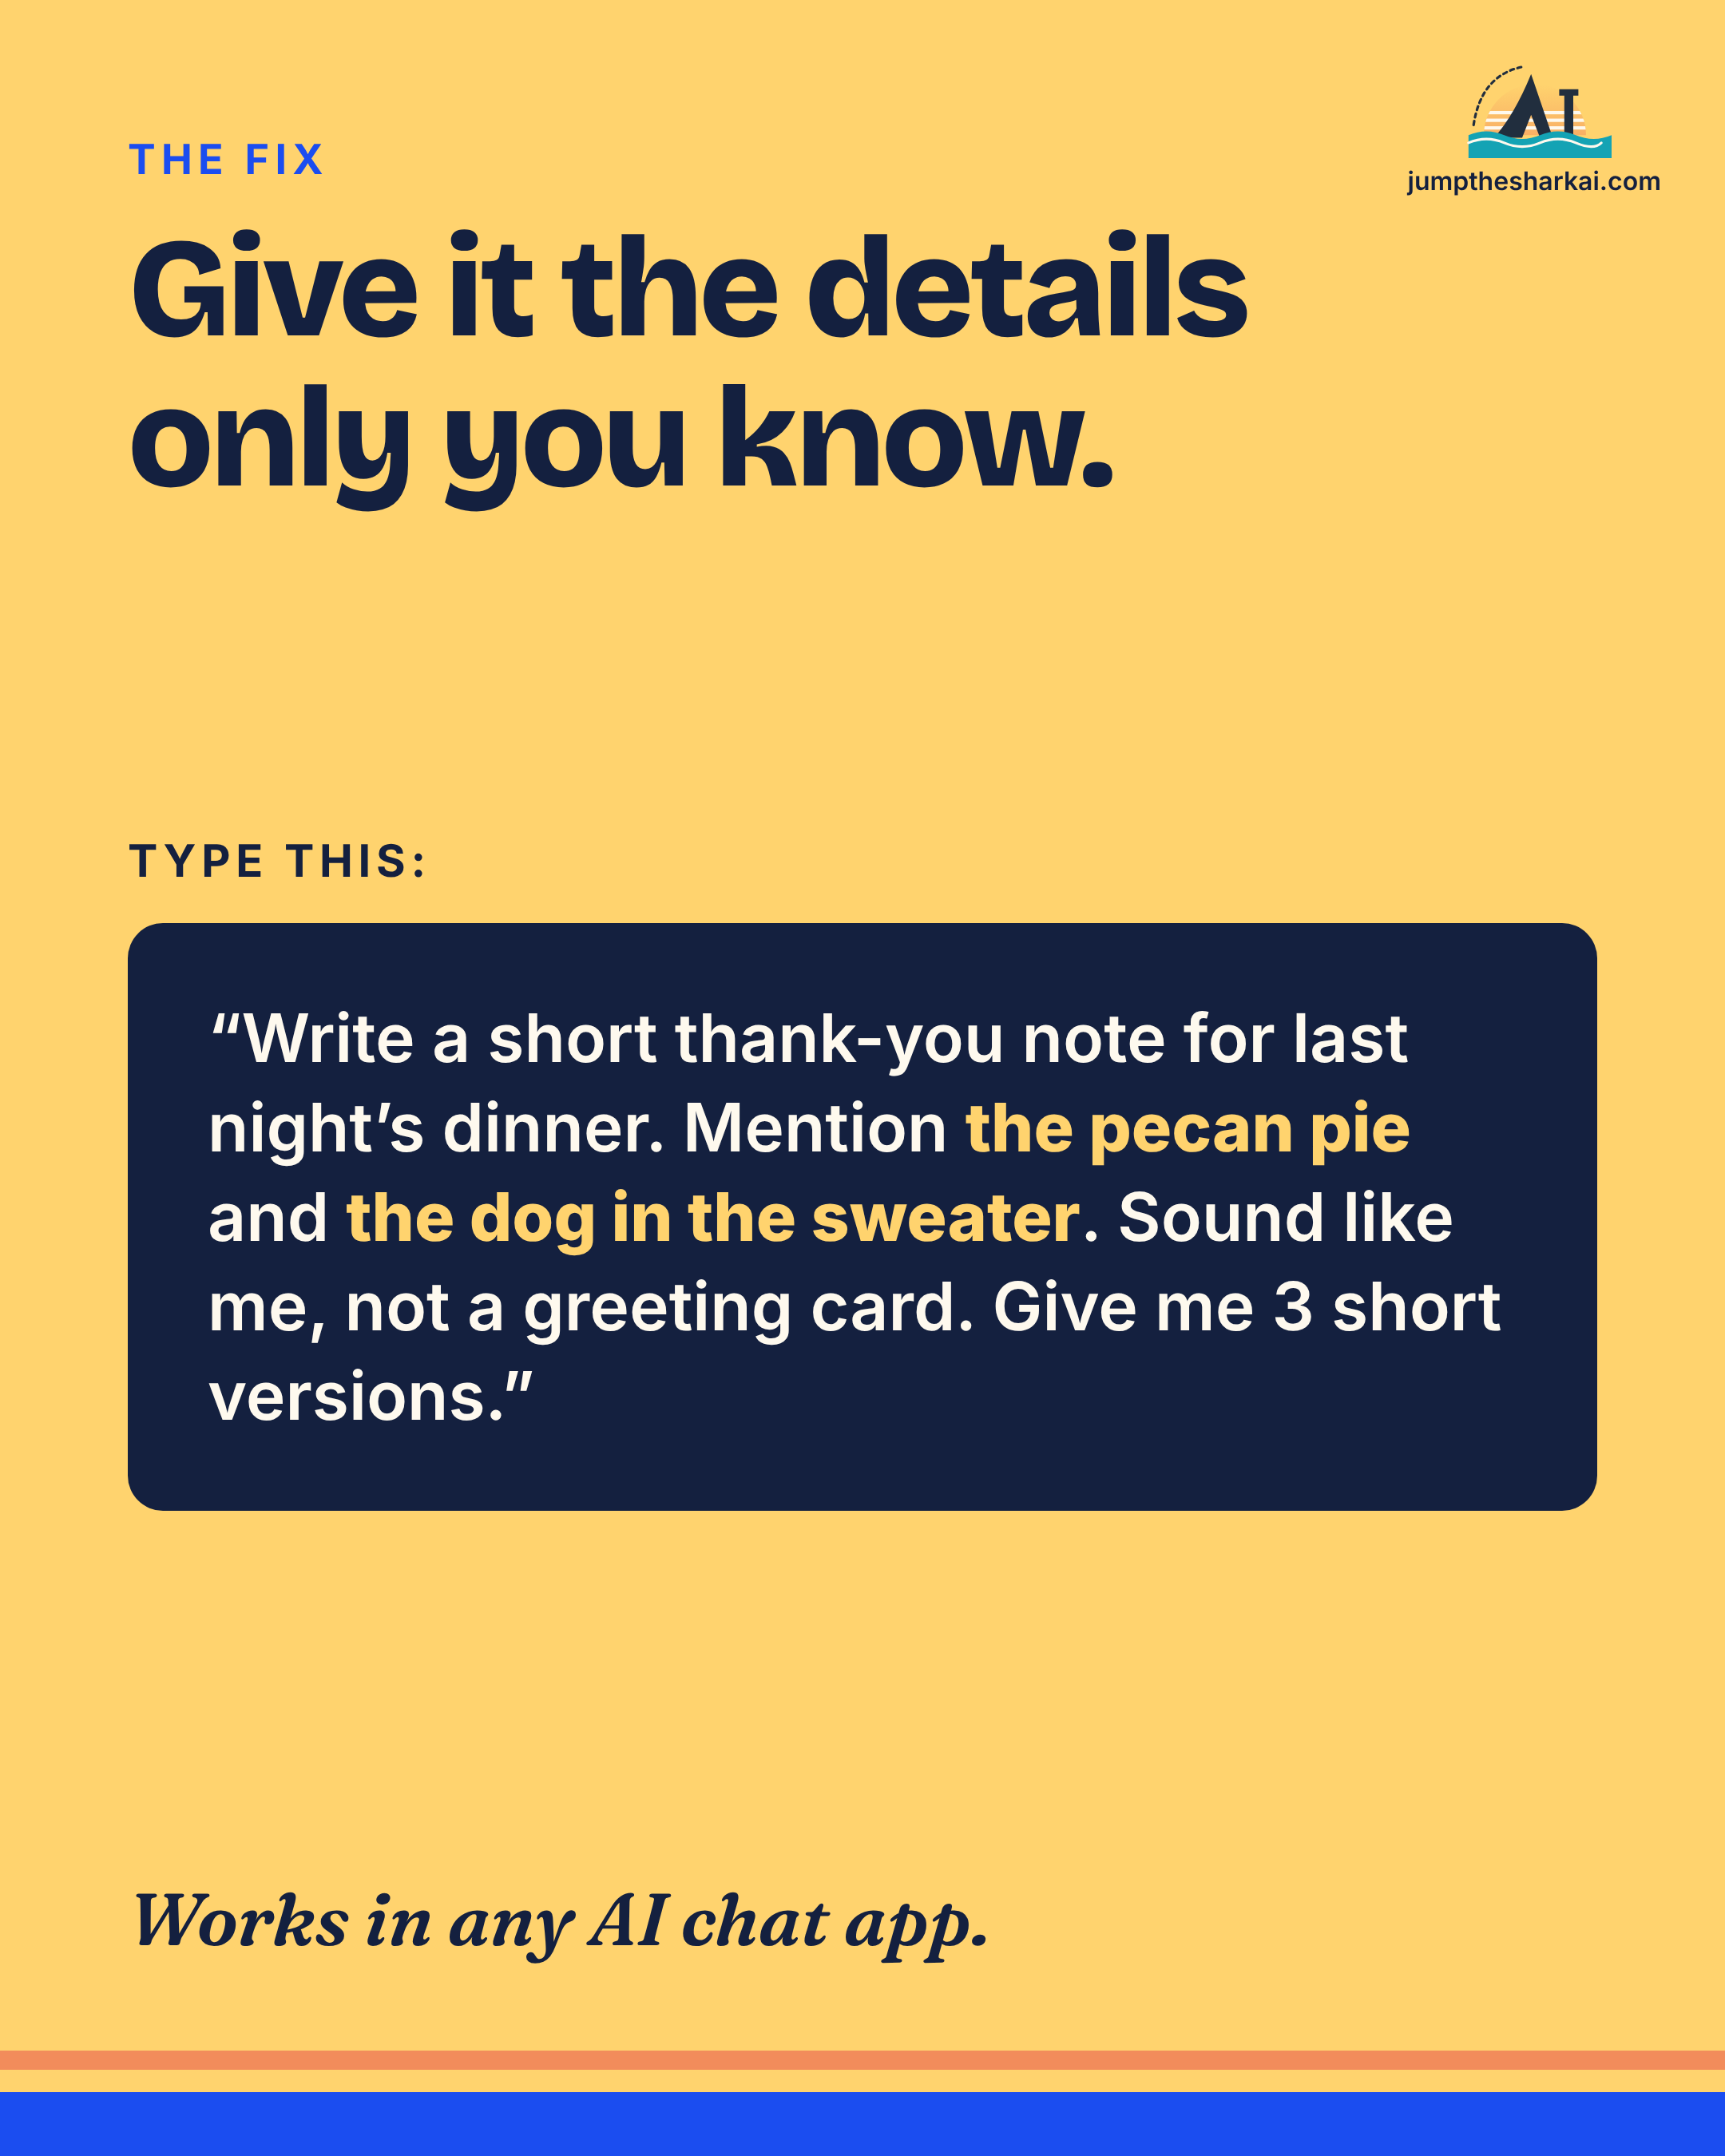 THE FIX
AI
jumpthesharkai.com
Give it the details
only you know.
TYPE THIS:
“Write a short thank-you note for last
night’s dinner. Mention the pecan pie
and the dog in the sweater. Sound like
me, not a greeting card. Give me 3 short
versions.”
Works in any AI chat app.